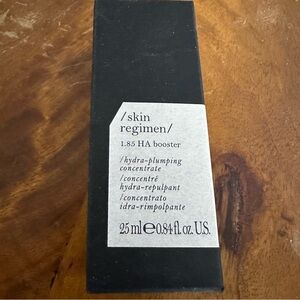 /skin
regimen/
1.85 HA booster
/hydra-plumping
concentrate
/concentré
hydra-repulpant
/concentrato
idra-rimpolpante
25 ml ℮ 0.84 fl. oz. U.S.